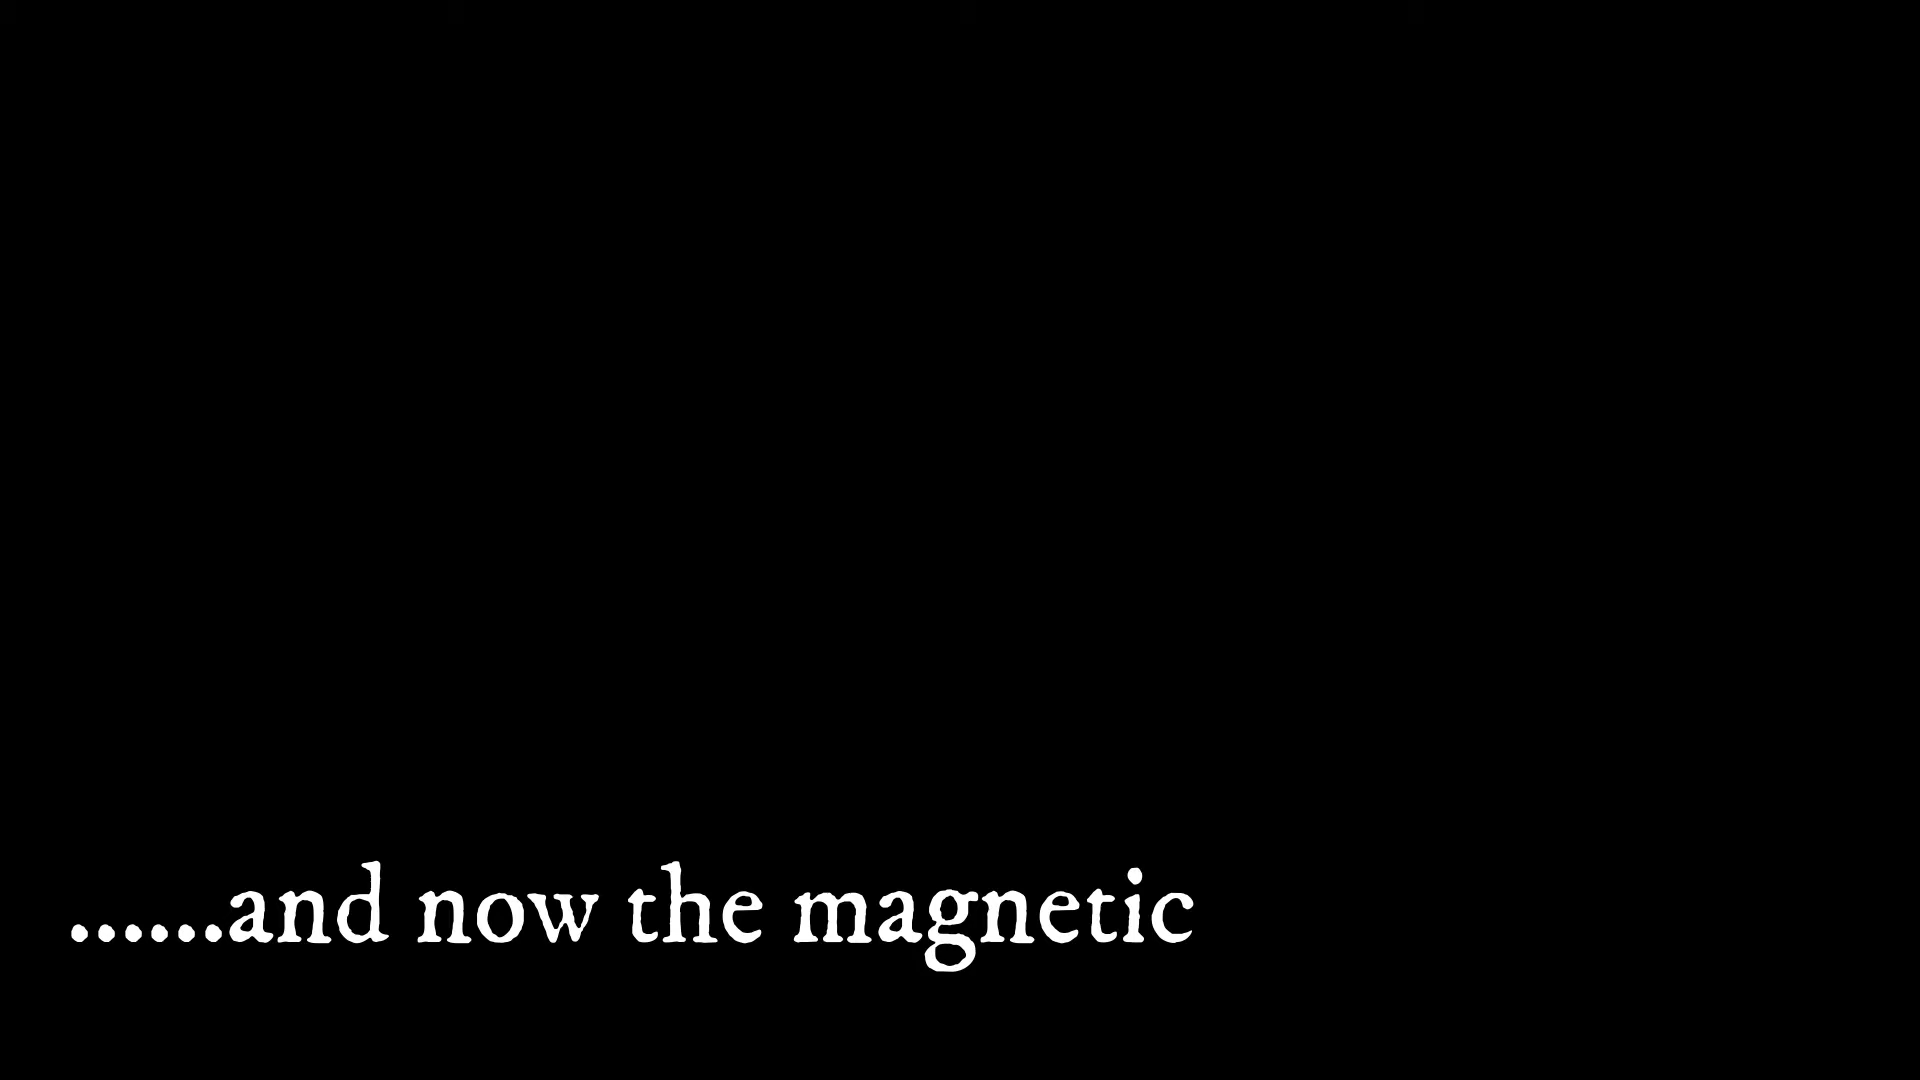 ......and now the magnetic